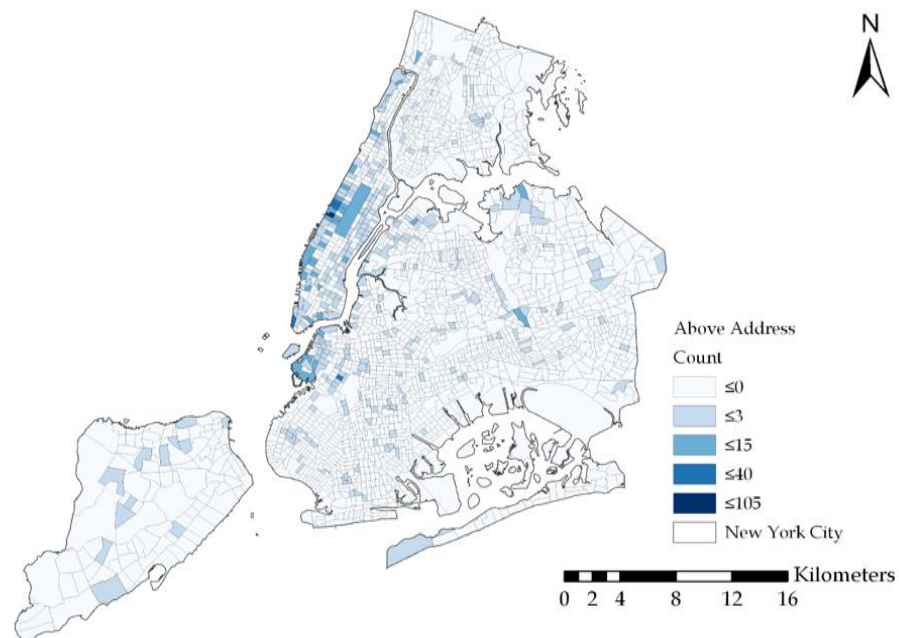 N
Above Address
Count
≤0
≤3
≤15
≤40
≤105
New York City
Kilometers
0 2 4 8 12 16